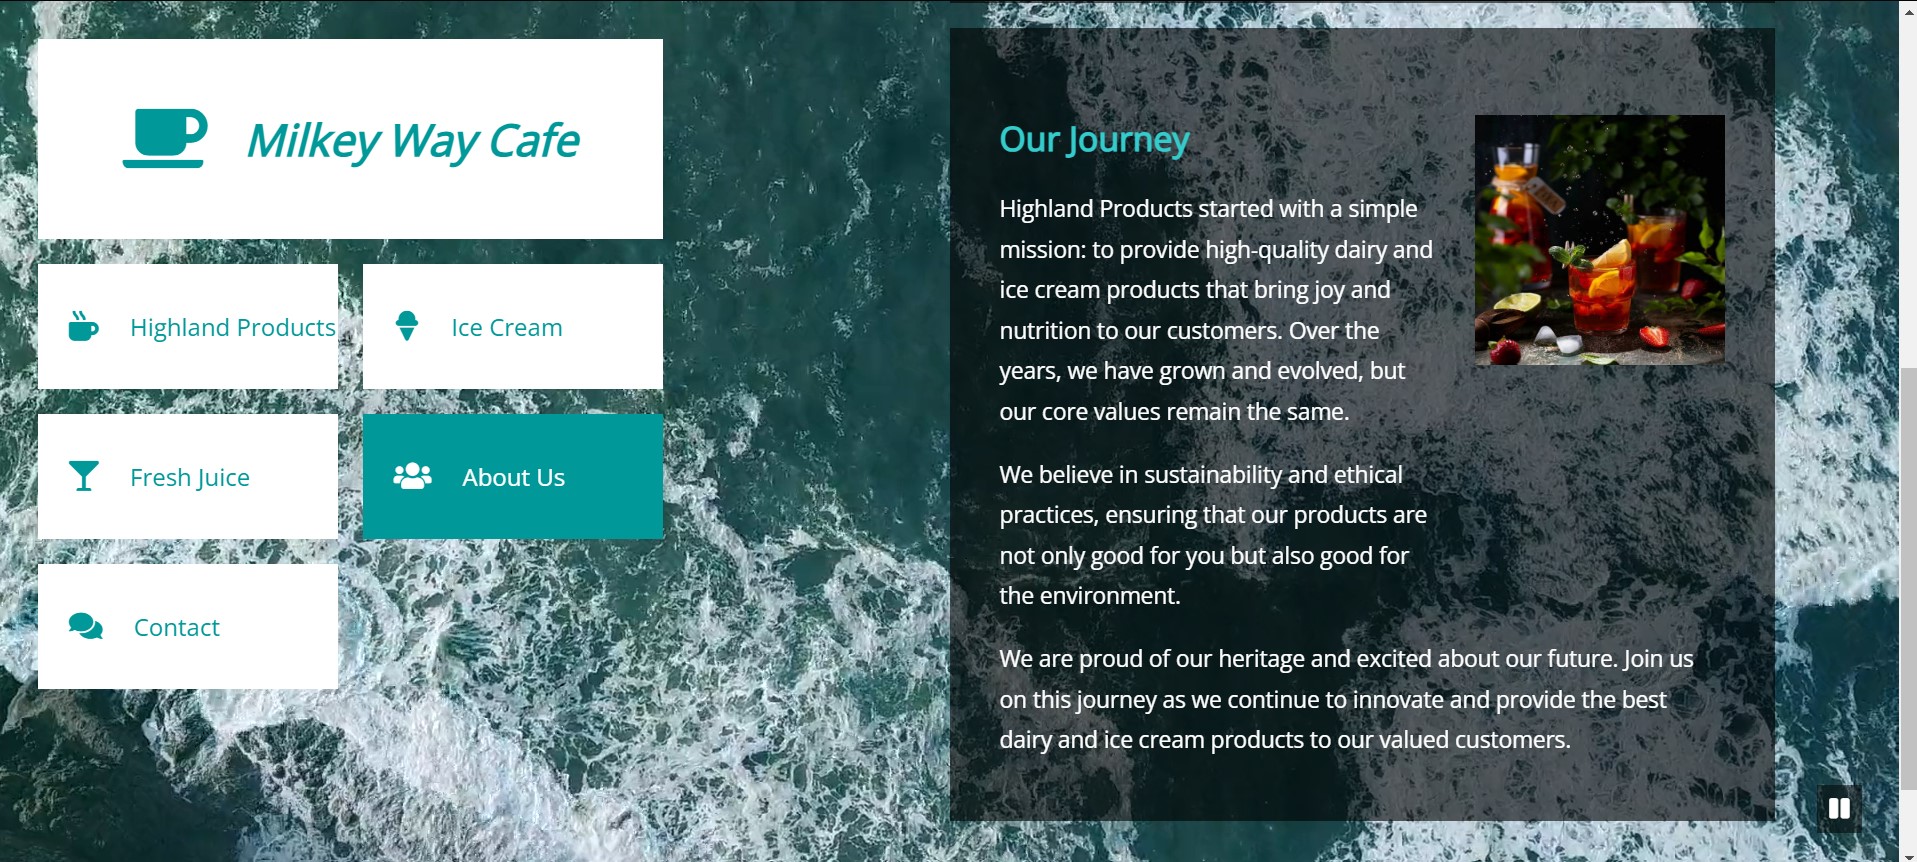 Milkey Way Cafe
Highland Products
Ice Cream
Fresh Juice
About Us
Contact
Our Journey
Highland Products started with a simple
mission: to provide high-quality dairy and
ice cream products that bring joy and
nutrition to our customers. Over the
years, we have grown and evolved, but
our core values remain the same.
We believe in sustainability and ethical
practices, ensuring that our products are
not only good for you but also good for
the environment.
We are proud of our heritage and excited about our future. Join us
on this journey as we continue to innovate and provide the best
dairy and ice cream products to our valued customers.